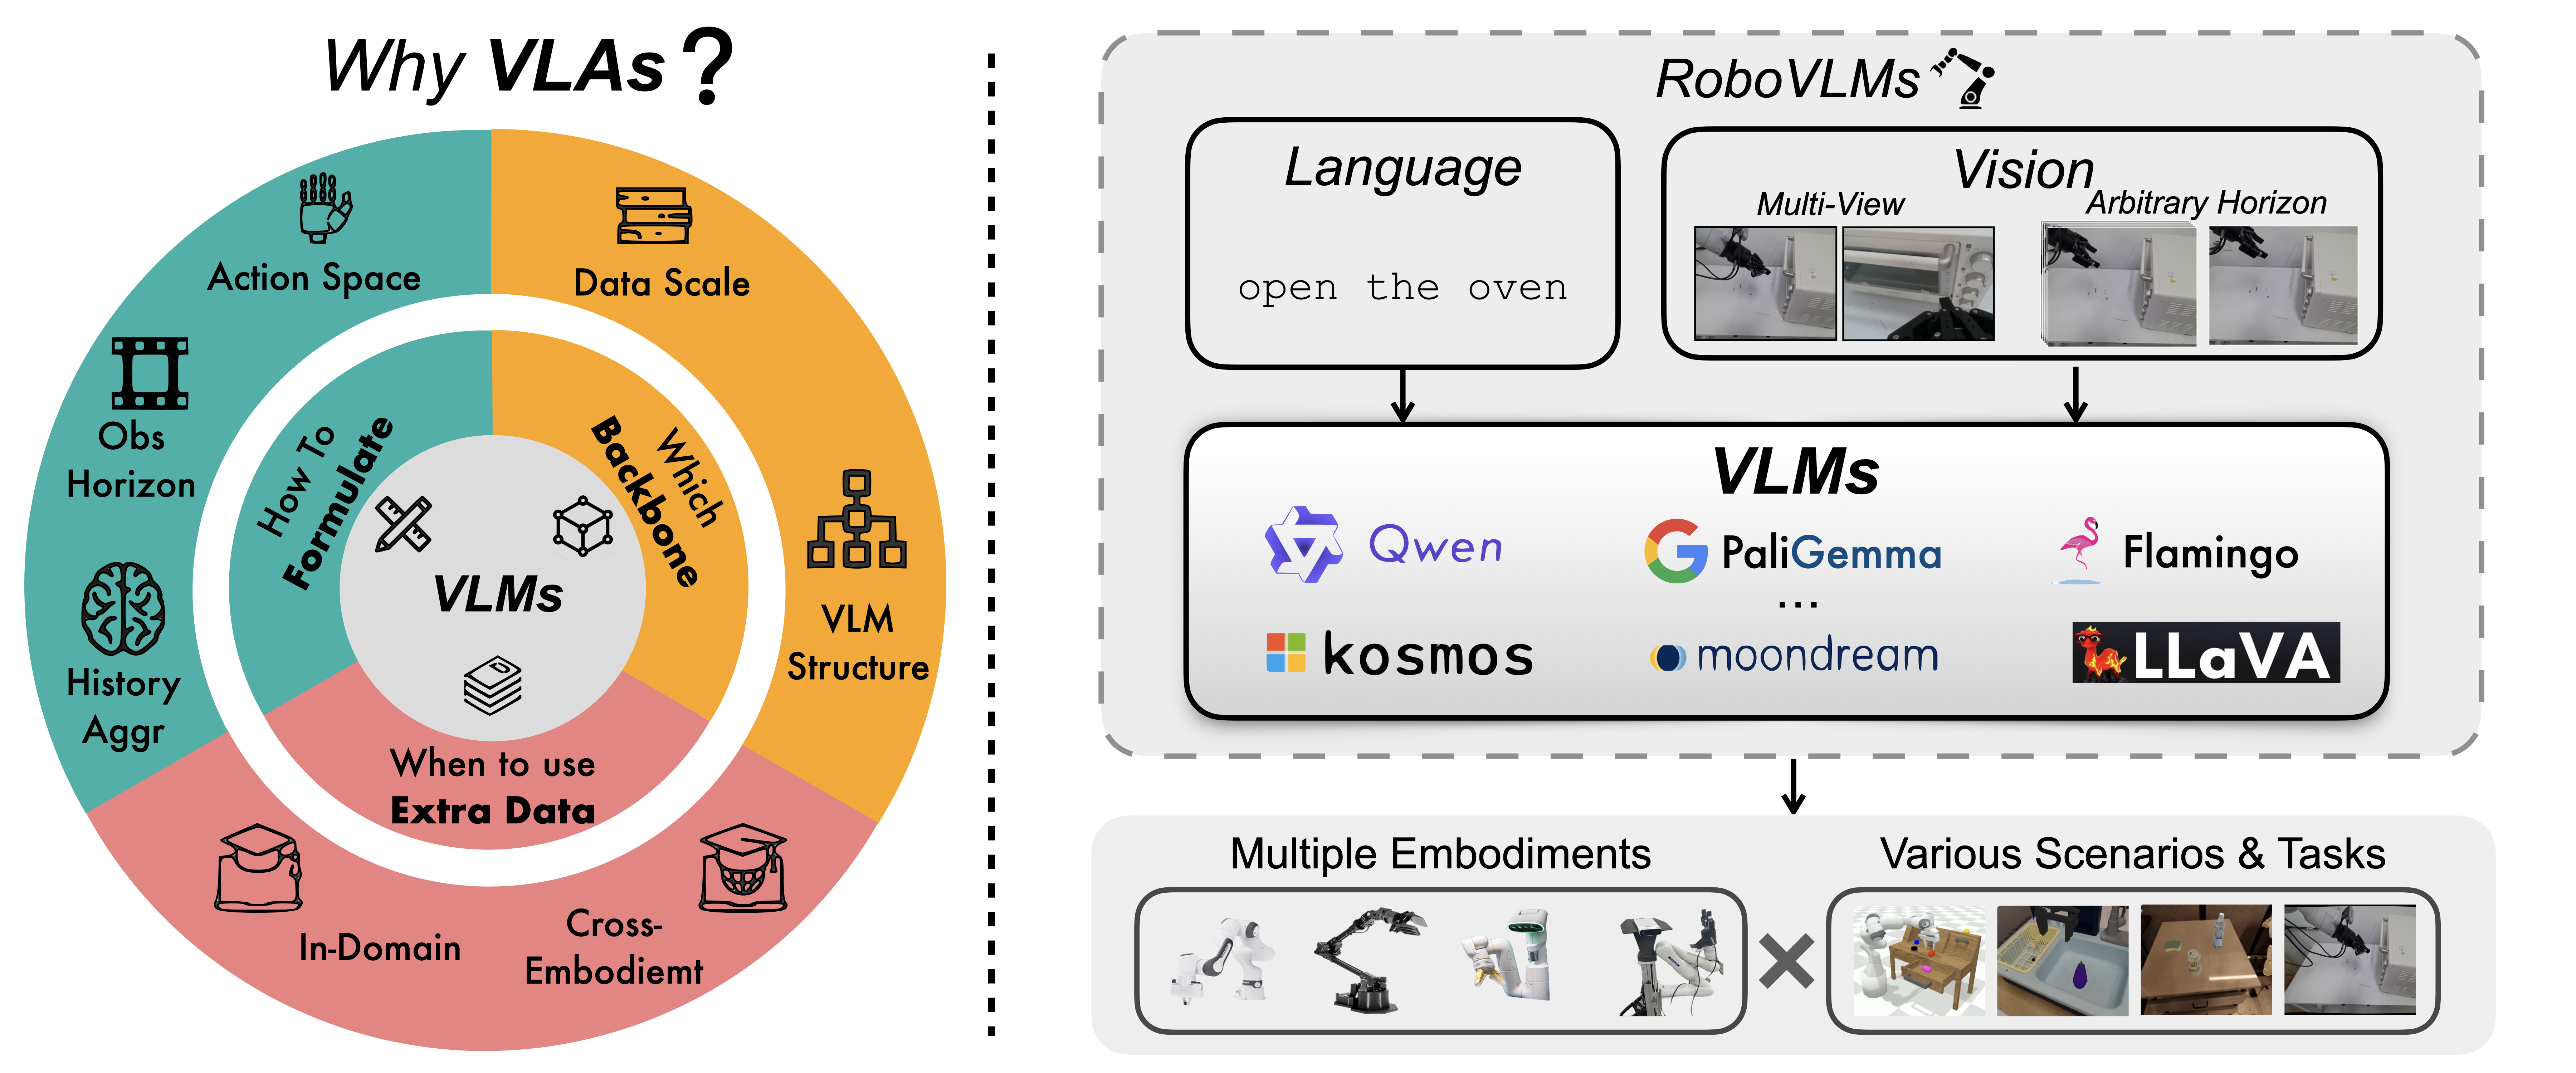 Why VLAs?
Action Space
Data Scale
Obs
Horizon
How To
Formulate
Which
Backbone
VLMs
History
Aggr
VLM
Structure
When to use
Extra Data
In-Domain
Cross-
Embodiemt
RoboVLMs
Language
open the oven
Vision
Multi-View
Arbitrary Horizon
VLMs
Qwen
PaliGemma
Flamingo
...
kosmos
moondream
LLaVA
Multiple Embodiments
Various Scenarios & Tasks